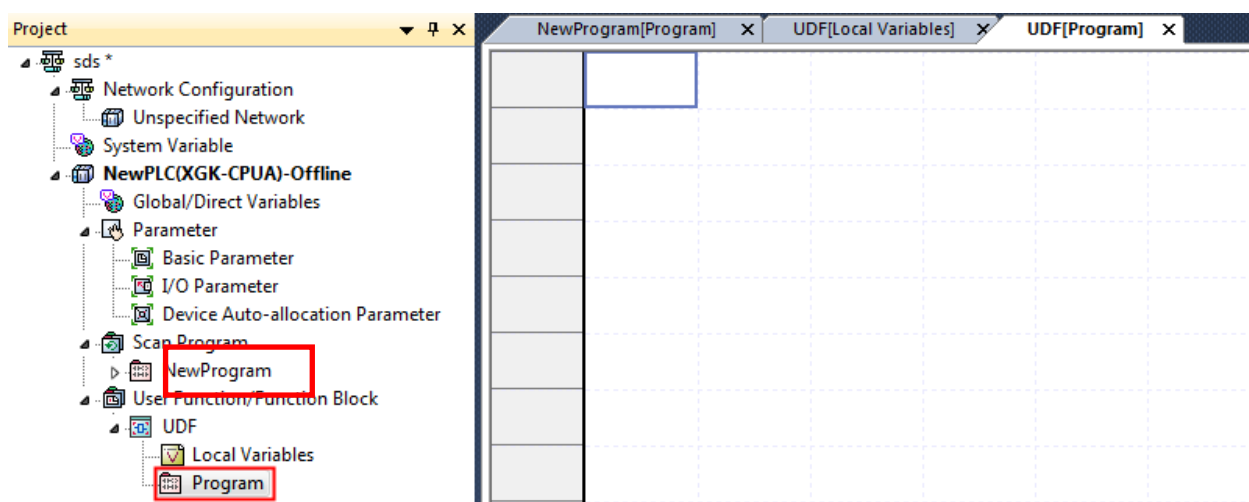 Project
NewProgram[Program] UDF[Local Variables] UDF[Program]
sds *
Network Configuration
Unspecified Network
System Variable
NewPLC(XGK-CPUA)-Offline
Global/Direct Variables
Parameter
Basic Parameter
I/O Parameter
Device Auto-allocation Parameter
Scan Program
NewProgram
User Function/Function Block
UDF
Local Variables
Program